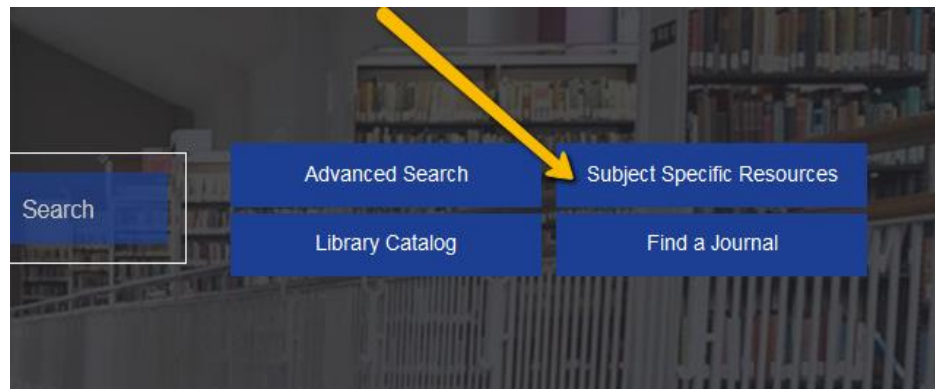 Search
Advanced Search
Subject Specific Resources
Library Catalog
Find a Journal